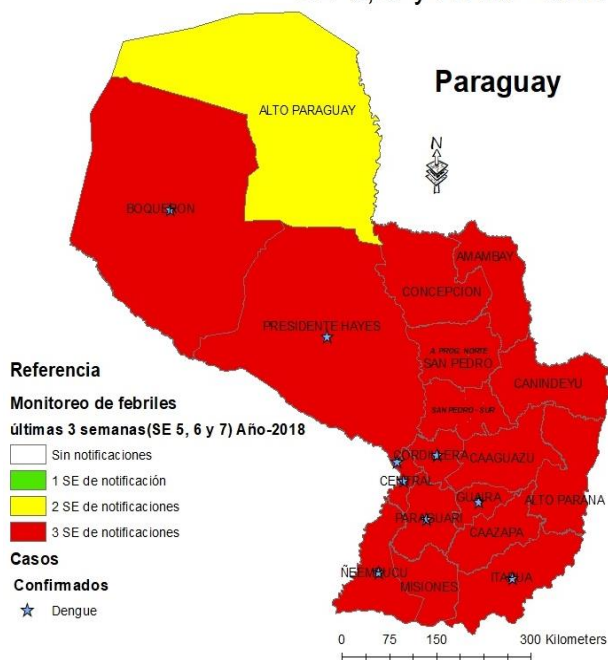 Paraguay
N
ALTO PARAGUAY
BOQUERON
AMAMBAY
CONCEPCION
PRESIDENTE HAYES
SAN PEDRO
CANINDEYU
SAN PEDRO - SUR
CORDILLERA
CAAGUAZU
CENTRAL
GUAIRA
ALTO PARANA
PARAGUARI
CAAZAPA
ÑEEMBUCU
MISIONES
ITAPUA
Referencia
Monitoreo de febriles
últimas 3 semanas(SE 5, 6 y 7) Año-2018
Sin notificaciones
1 SE de notificación
2 SE de notificaciones
3 SE de notificaciones
Casos
Confirmados
Dengue
0 75 150 300 Kilometers